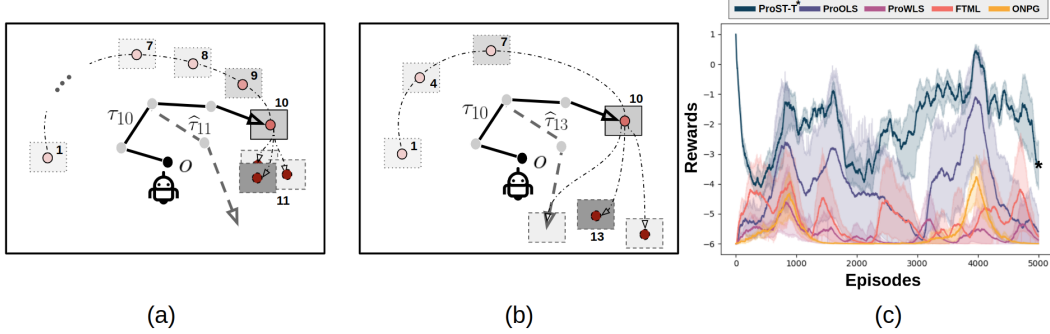 7
8
9
10
1
11
τ10
τ̂11
o
(a)
7
4
10
1
13
τ10
τ̂13
o
(b)
ProST-T* ProOLS ProWLS FTML ONPG
1
0
−1
−2
−3
−4
−5
−6
Rewards
*
0 1000 2000 3000 4000 5000
Episodes
(c)